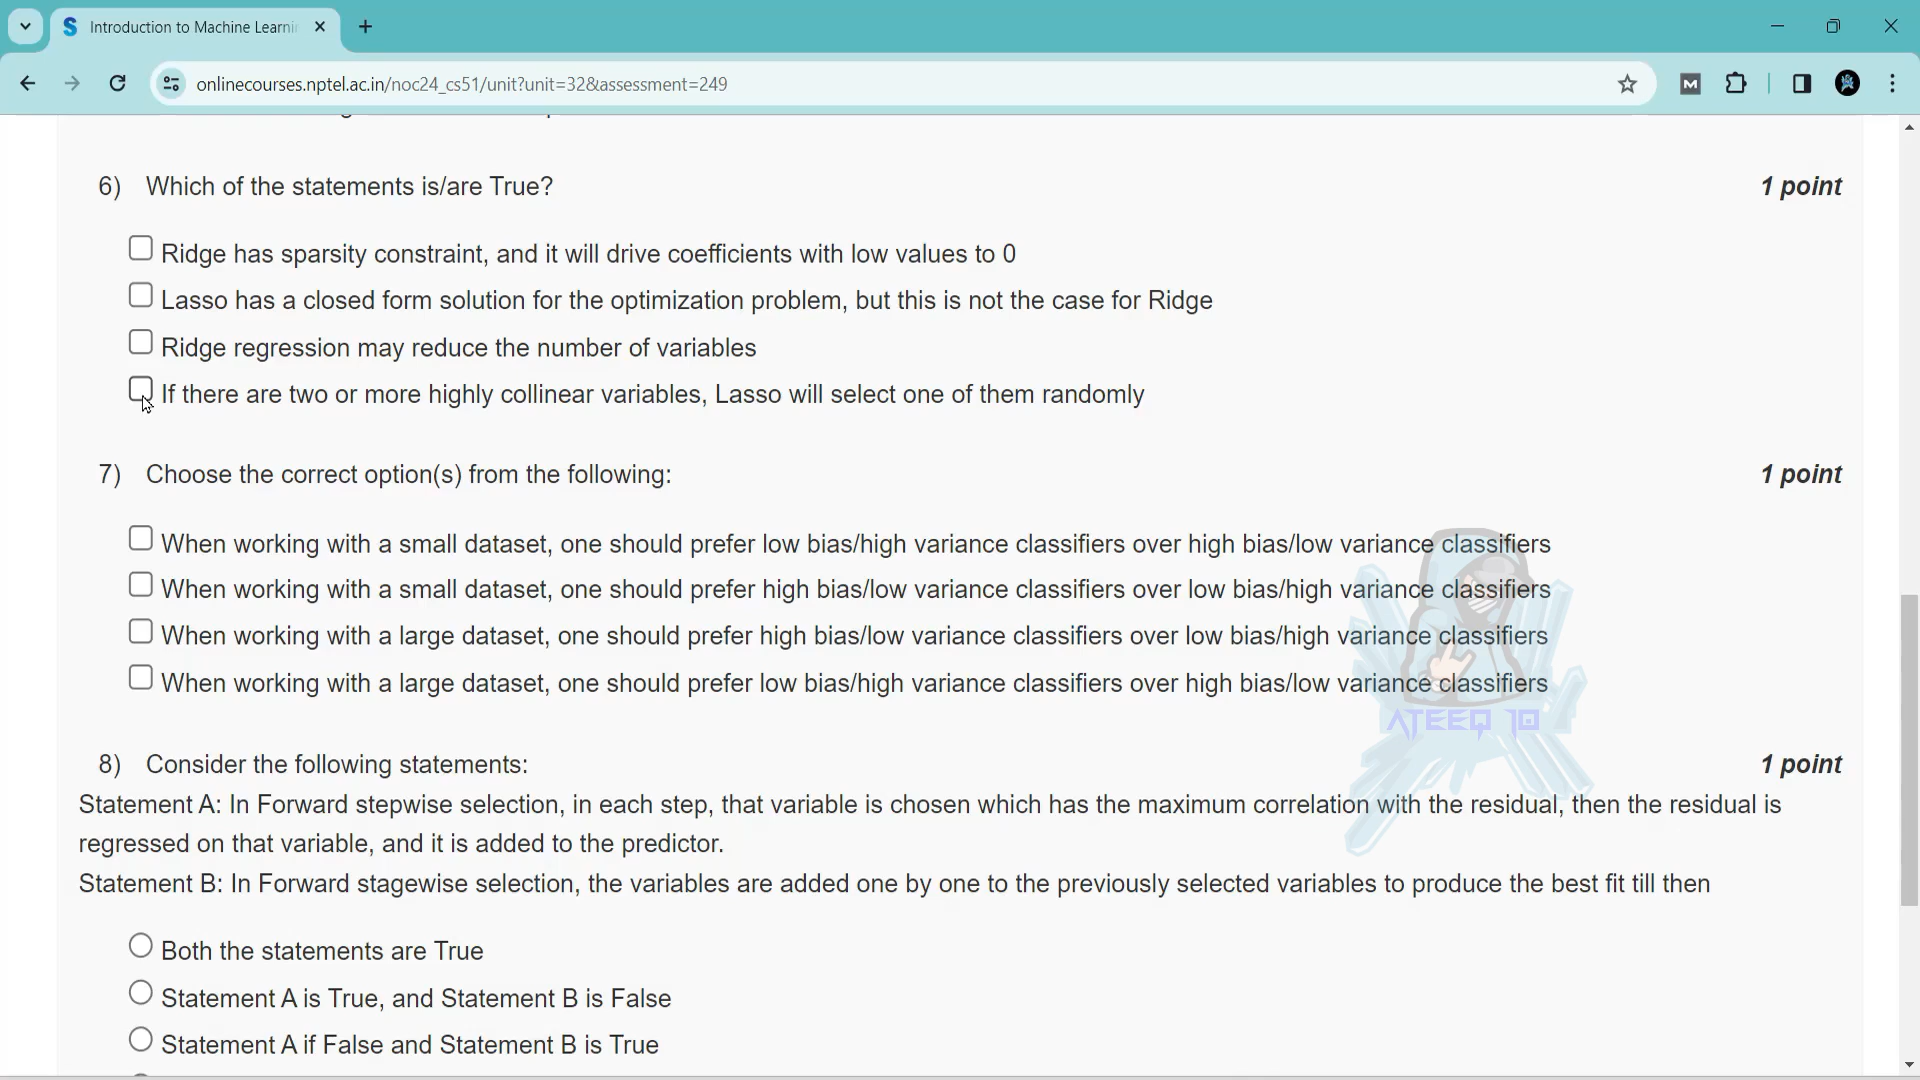 Introduction to Machine Learni
onlinecourses.nptel.ac.in/noc24_cs51/unit?unit=32&assessment=249
6) Which of the statements is/are True? 1 point
Ridge has sparsity constraint, and it will drive coefficients with low values to 0
Lasso has a closed form solution for the optimization problem, but this is not the case for Ridge
Ridge regression may reduce the number of variables
If there are two or more highly collinear variables, Lasso will select one of them randomly
7) Choose the correct option(s) from the following: 1 point
When working with a small dataset, one should prefer low bias/high variance classifiers over high bias/low variance classifiers
When working with a small dataset, one should prefer high bias/low variance classifiers over low bias/high variance classifiers
When working with a large dataset, one should prefer high bias/low variance classifiers over low bias/high variance classifiers
When working with a large dataset, one should prefer low bias/high variance classifiers over high bias/low variance classifiers
ATEEQ 10
8) Consider the following statements: 1 point
Statement A: In Forward stepwise selection, in each step, that variable is chosen which has the maximum correlation with the residual, then the residual is
regressed on that variable, and it is added to the predictor.
Statement B: In Forward stagewise selection, the variables are added one by one to the previously selected variables to produce the best fit till then
Both the statements are True
Statement A is True, and Statement B is False
Statement A if False and Statement B is True